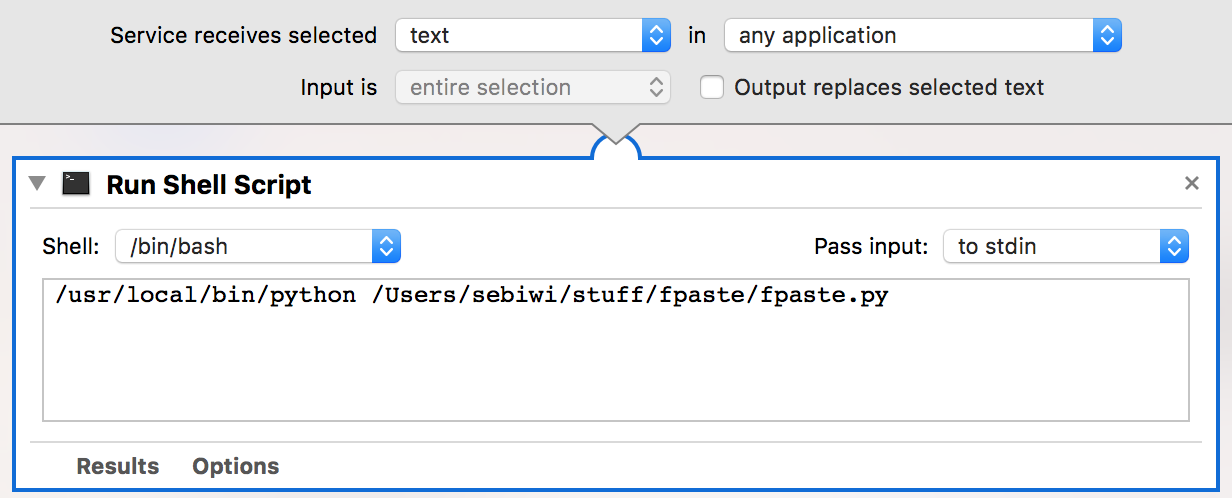 Service receives selected text in any application
Input is entire selection Output replaces selected text
>_
Run Shell Script
Shell: /bin/bash Pass input: to stdin
/usr/local/bin/python /Users/sebiwi/stuff/fpaste/fpaste.py
Results Options